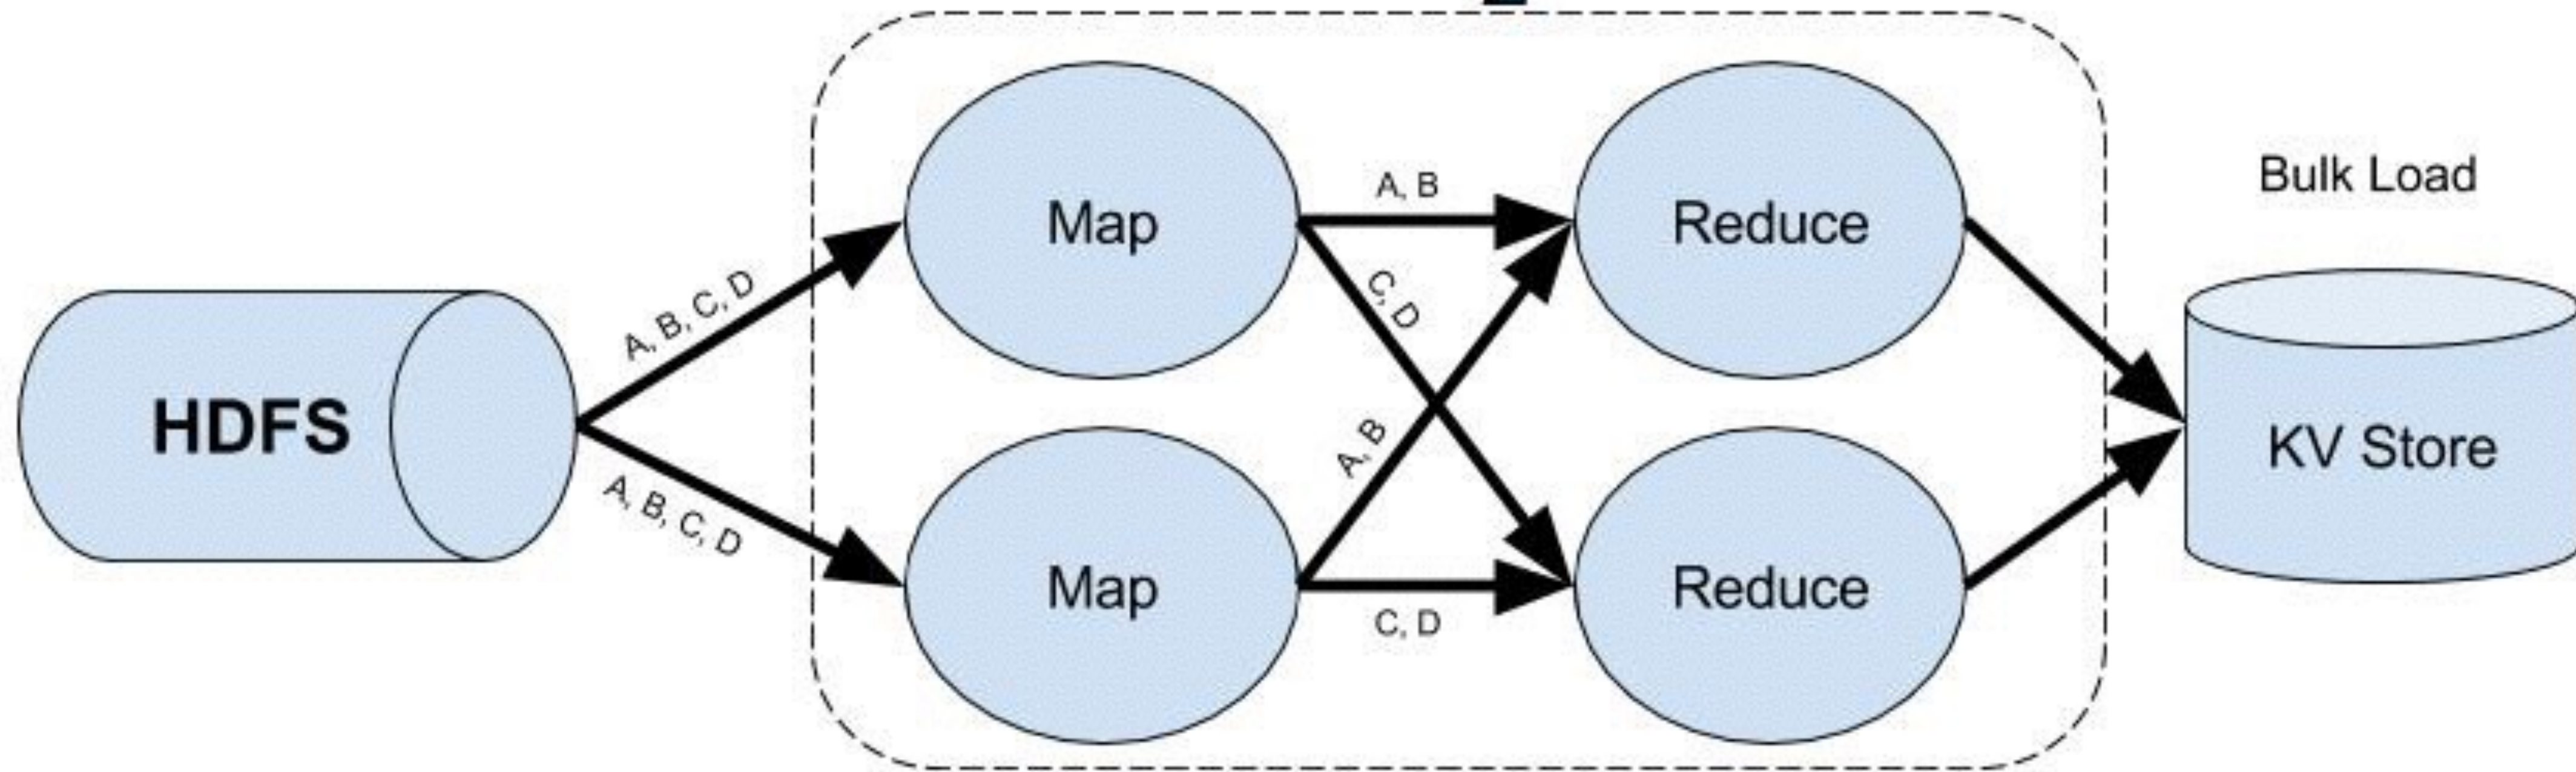 Bulk Load
A, B
Map
Reduce
A, B, C, D
C, D
HDFS
A, B
KV Store
A, B, C, D
Map
Reduce
C, D